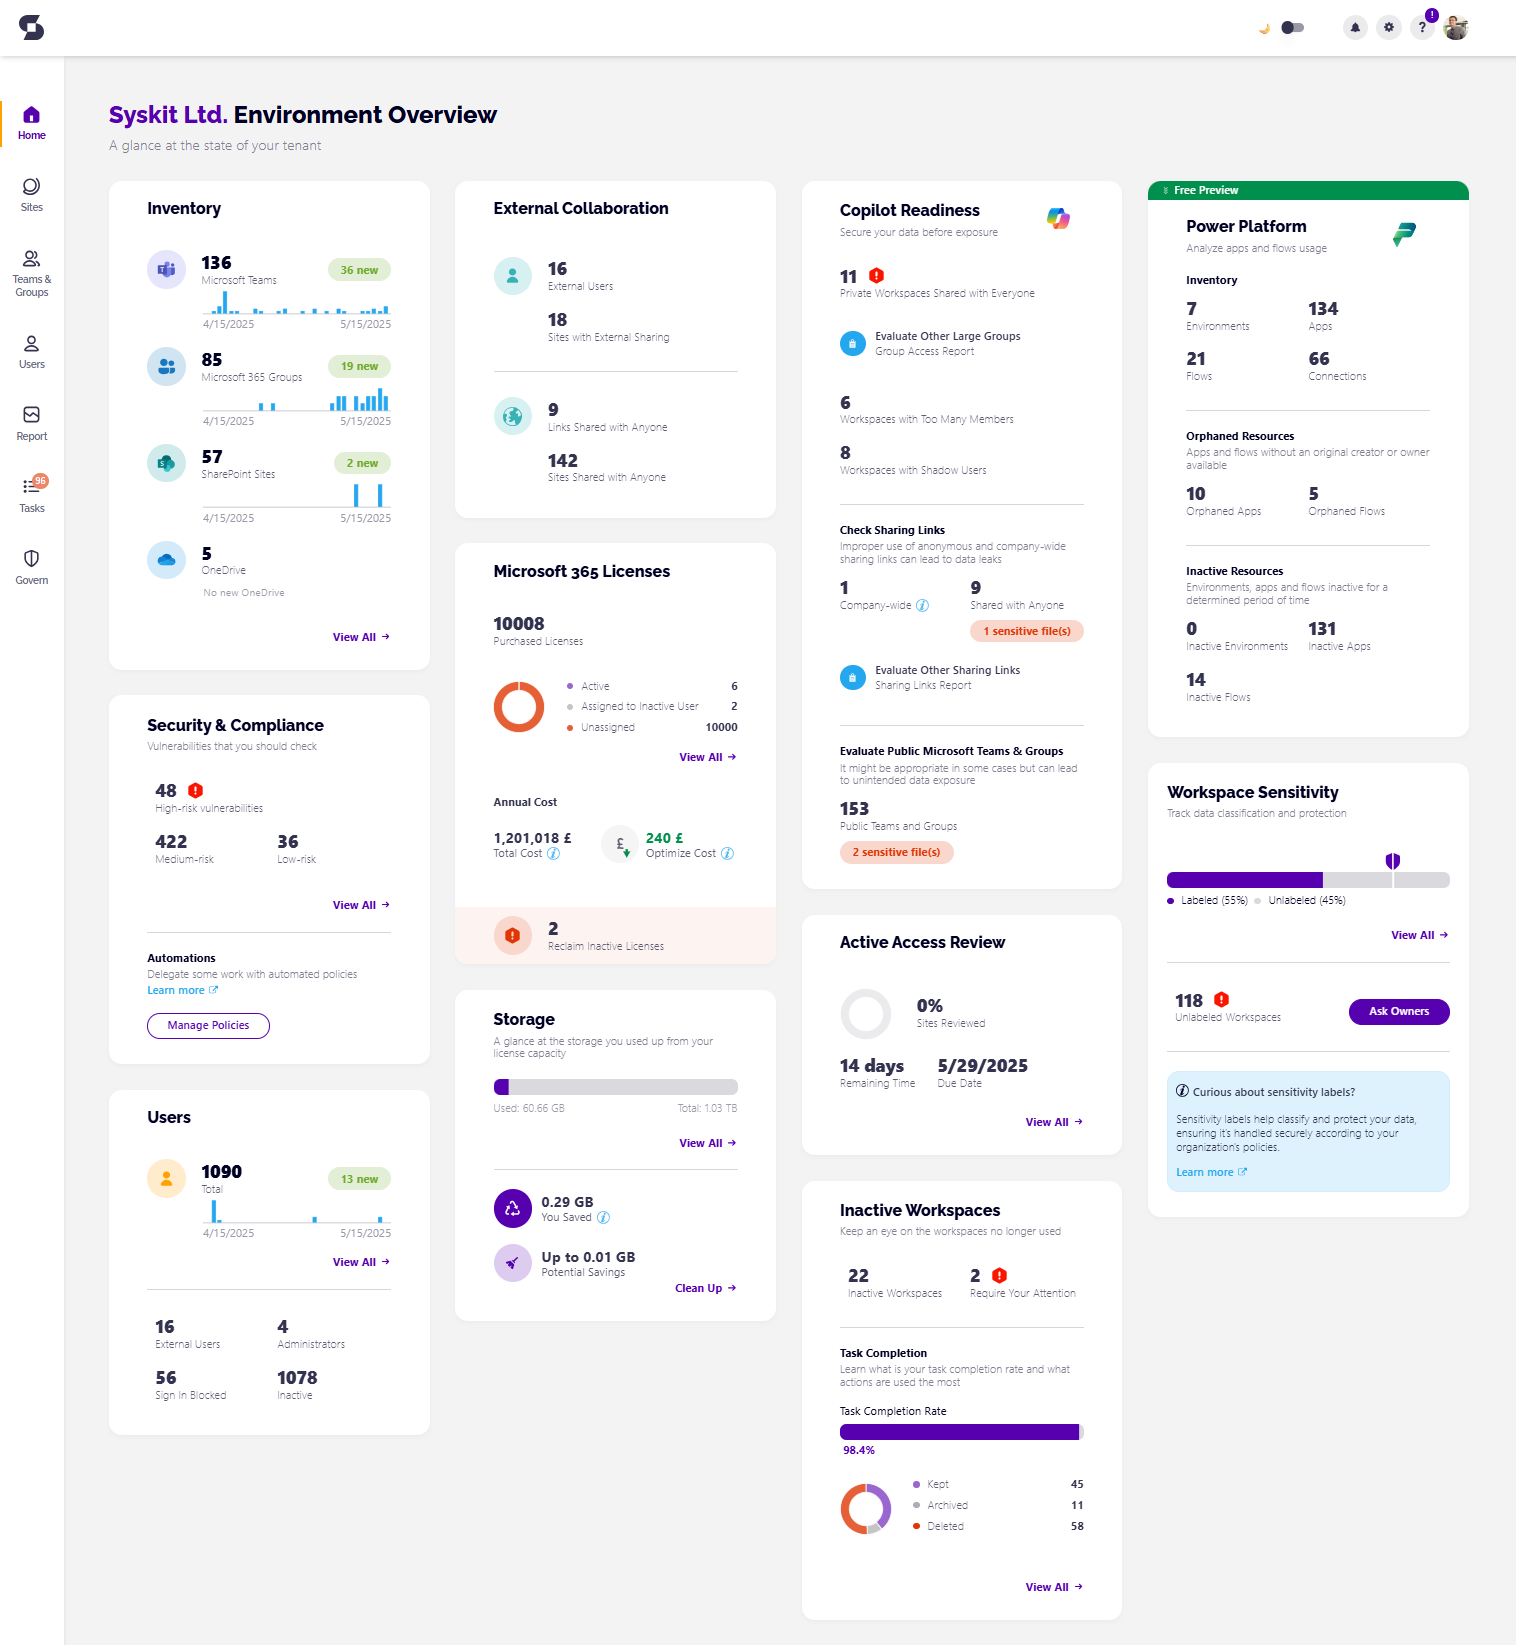 !
?
Syskit Ltd. Environment Overview
A glance at the state of your tenant
Home
Sites
Teams &
Groups
Users
Report
96
Tasks
Govern
Inventory
136
Microsoft Teams
36 new
4/15/2025 5/15/2025
85
Microsoft 365 Groups
19 new
4/15/2025 5/15/2025
57
SharePoint Sites
2 new
4/15/2025 5/15/2025
5
OneDrive
No new OneDrive
View All
Security & Compliance
Vulnerabilities that you should check
48
High-risk vulnerabilities
422 36
Medium-risk Low-risk
View All
Automations
Delegate some work with automated policies
Learn more
Manage Policies
Users
1090
Total
13 new
4/15/2025 5/15/2025
View All
16 4
External Users Administrators
56 1078
Sign In Blocked Inactive
External Collaboration
16
External Users
18
Sites with External Sharing
9
Links Shared with Anyone
142
Sites Shared with Anyone
Microsoft 365 Licenses
10008
Purchased Licenses
Active 6
Assigned to Inactive User 2
Unassigned 10000
View All
Annual Cost
1,201,018 £ £ 240 £
Total Cost Optimize Cost
2
Reclaim Inactive Licenses
Storage
A glance at the storage you used up from your
license capacity
Used: 60.66 GB Total: 1.03 TB
View All
0.29 GB
You Saved
Up to 0.01 GB
Potential Savings
Clean Up
Copilot Readiness
Secure your data before exposure
11
Private Workspaces Shared with Everyone
Evaluate Other Large Groups
Group Access Report
6
Workspaces with Too Many Members
8
Workspaces with Shadow Users
Check Sharing Links
Improper use of anonymous and company-wide
sharing links can lead to data leaks
1 9
Company-wide Shared with Anyone
1 sensitive file(s)
Evaluate Other Sharing Links
Sharing Links Report
Evaluate Public Microsoft Teams & Groups
It might be appropriate in some cases but can lead
to unintended data exposure
153
Public Teams and Groups
2 sensitive file(s)
Active Access Review
0%
Sites Reviewed
14 days 5/29/2025
Remaining Time Due Date
View All
Inactive Workspaces
Keep an eye on the workspaces no longer used
22 2
Inactive Workspaces Require Your Attention
Task Completion
Learn what is your task completion rate and what
actions are used the most
Task Completion Rate
98.4%
Kept 45
Archived 11
Deleted 58
View All
Free Preview
Power Platform
Analyze apps and flows usage
Inventory
7 134
Environments Apps
21 66
Flows Connections
Orphaned Resources
Apps and flows without an original creator or owner
available
10 5
Orphaned Apps Orphaned Flows
Inactive Resources
Environments, apps and flows inactive for a
determined period of time
0 131
Inactive Environments Inactive Apps
14
Inactive Flows
Workspace Sensitivity
Track data classification and protection
Labeled (55%) Unlabeled (45%)
View All
118
Unlabeled Workspaces
Ask Owners
Curious about sensitivity labels?
Sensitivity labels help classify and protect your data,
ensuring it's handled securely according to your
organization's policies.
Learn more